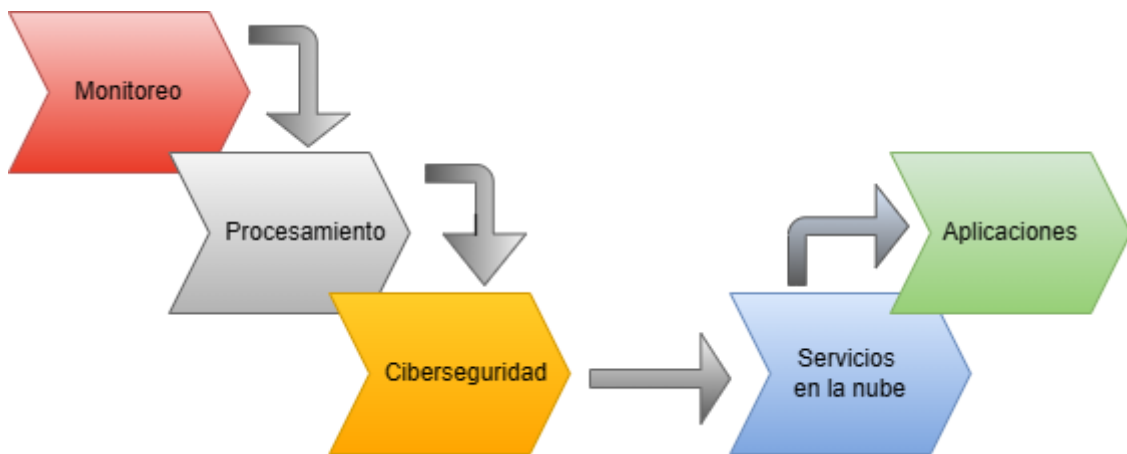 Monitoreo
Procesamiento
Ciberseguridad
Servicios
en la nube
Aplicaciones